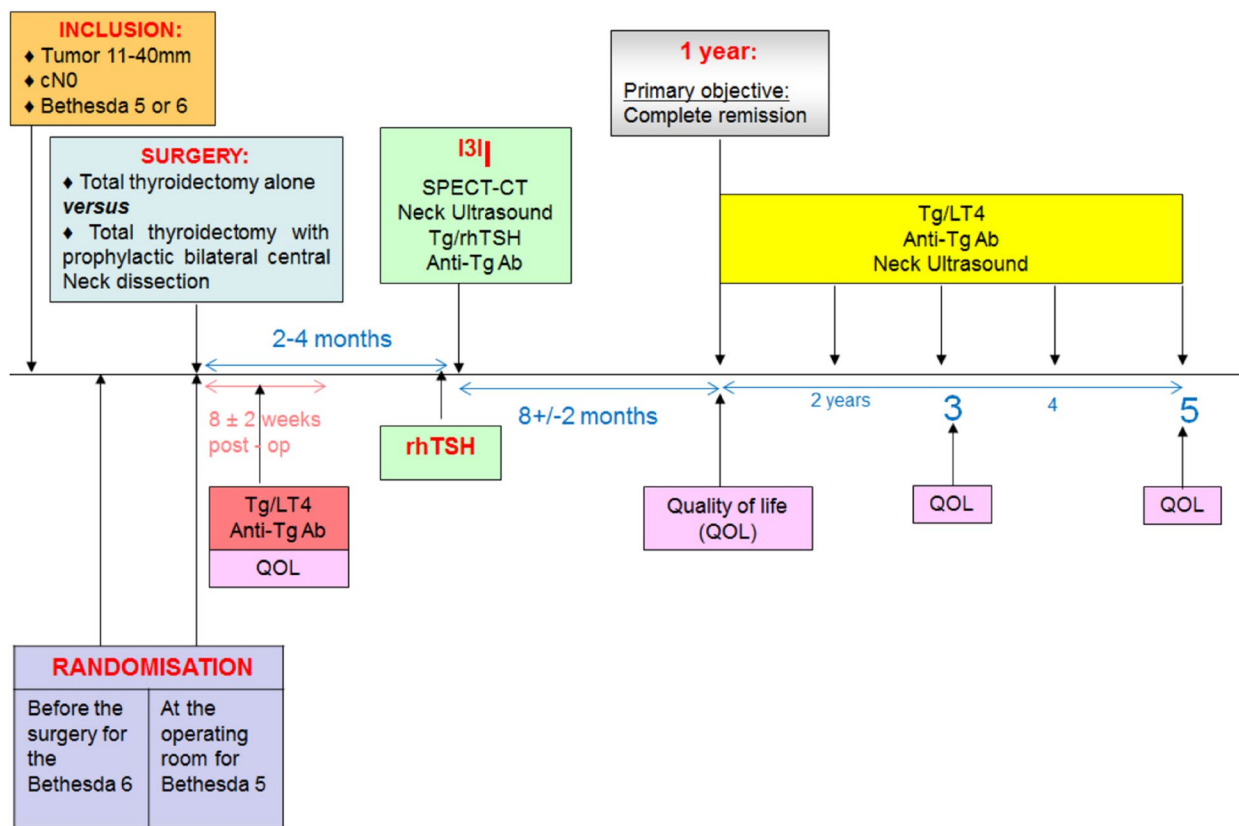 INCLUSION:
♦ Tumor 11-40mm
♦ cN0
♦ Bethesda 5 or 6
SURGERY:
♦ Total thyroidectomy alone
versus
♦ Total thyroidectomy with
prophylactic bilateral central
Neck dissection
I3I I
SPECT-CT
Neck Ultrasound
Tg/rhTSH
Anti-Tg Ab
1 year:
Primary objective:
Complete remission
Tg/LT4
Anti-Tg Ab
Neck Ultrasound
2-4 months
8 ± 2 weeks
post - op
rhTSH
8+/-2 months
2 years
3
4
5
Tg/LT4
Anti-Tg Ab
QOL
Quality of life
(QOL)
QOL
QOL
RANDOMISATION
Before the
surgery for
the
Bethesda 6
At the
operating
room for
Bethesda 5